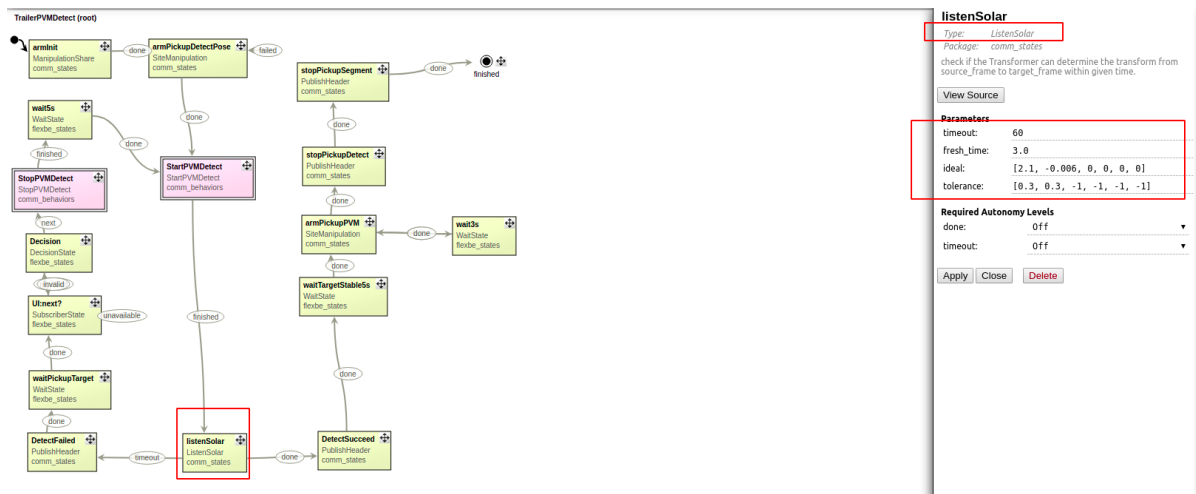 TrailerPVMDetect (root)
armInit
ManipulationShare
comm_states
done
armPickupDetectPose
SiteManipulation
comm_states
failed
stopPickupSegment
PublishHeader
comm_states
done
finished
wait5s
WaitState
flexbe_states
done
done
done
finished
stopPickupDetect
PublishHeader
comm_states
StartPVMDetect
StartPVMDetect
comm_behaviors
StopPVMDetect
StopPVMDetect
comm_behaviors
done
next
armPickupPVM
SiteManipulation
comm_states
done
wait3s
WaitState
flexbe_states
Decision
DecisionState
flexbe_states
done
invalid
waitTargetStable5s
WaitState
flexbe_states
UI:next?
SubscriberState
flexbe_states
unavailable
finished
done
done
waitPickupTarget
WaitState
flexbe_states
done
DetectFailed
PublishHeader
comm_states
timeout
listenSolar
ListenSolar
comm_states
done
DetectSucceed
PublishHeader
comm_states
listenSolar
Type: ListenSolar
Package: comm_states
check if the Transformer can determine the transform from
source_frame to target_frame within given time.
View Source
Parameters
timeout: 60
fresh_time: 3.0
ideal: [2.1, -0.006, 0, 0, 0, 0]
tolerance: [0.3, 0.3, -1, -1, -1, -1]
Required Autonomy Levels
done: Off
timeout: Off
Apply Close Delete